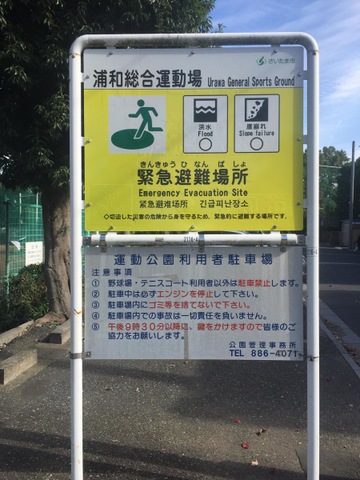 さいたま市
浦和総合運動場 Urawa General Sports Ground
洪水
Flood
崖崩れ
Slope failure
きんきゅう ひ なん ば しょ
緊急避難場所
Emergency Evacuation Site
紧急避难场所 긴급피난장소
◇切迫した災害の危険から身を守るため、緊急的に避難する場所です。
運動公園利用者駐車場
注意事項
① 野球場・テニスコート利用者以外は駐車禁止します。
② 駐車中は必ずエンジンを停止して下さい。
③ 駐車場内にゴミ等を捨てないで下さい。
④ 駐車場内での事故は一切責任を負いません。
⑤ 午後9時30分以降に、鍵をかけますので皆様のご
協力をお願いします。
公園管理事務所
TEL 886-4071